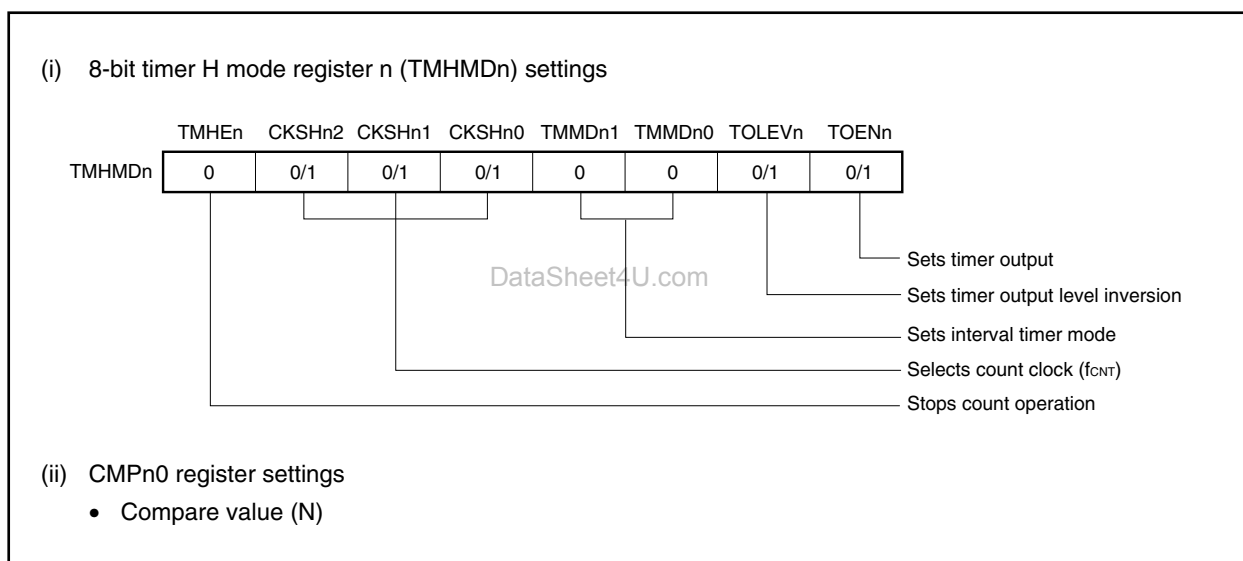 (i) 8-bit timer H mode register n (TMHMDn) settings
TMHEn CKSHn2 CKSHn1 CKSHn0 TMMDn1 TMMDn0 TOLEVn TOENn
TMHMDn 0 0/1 0/1 0/1 0 0 0/1 0/1
Sets timer output
DataSheet4U.com
Sets timer output level inversion
Sets interval timer mode
Selects count clock (fCNT)
Stops count operation
(ii) CMPn0 register settings
• Compare value (N)